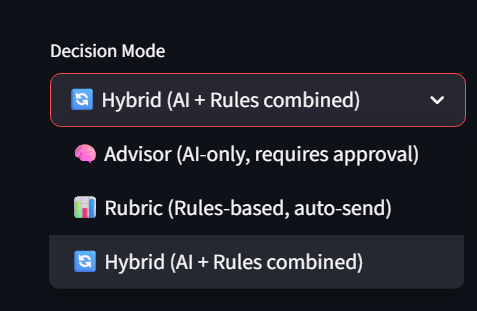 Decision Mode
🔄 Hybrid (AI + Rules combined)
🧠 Advisor (AI-only, requires approval)
📊 Rubric (Rules-based, auto-send)
🔄 Hybrid (AI + Rules combined)